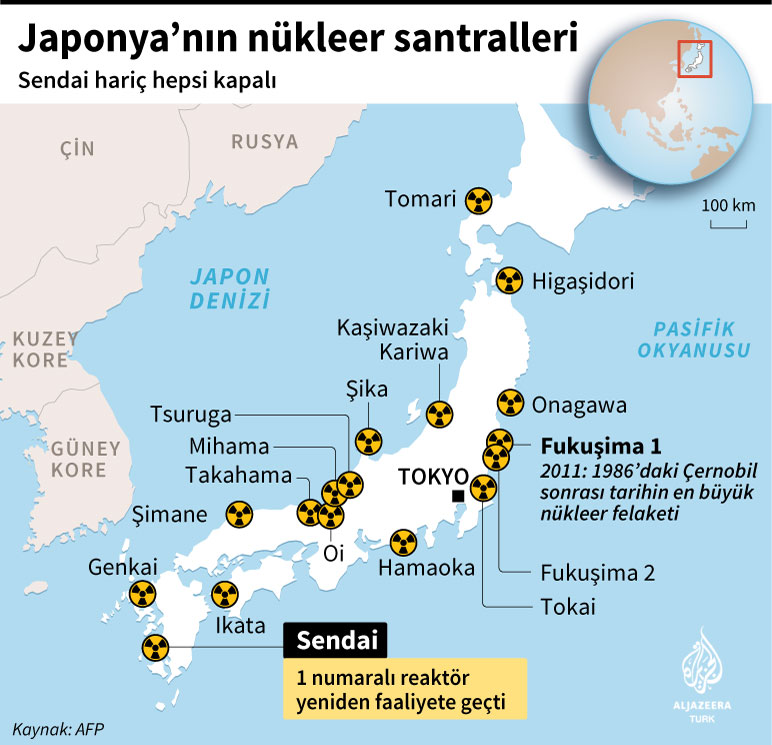 Japonya’nın nükleer santralleri
Sendai hariç hepsi kapalı
ÇİN
RUSYA
100 km
Tomari
JAPON
DENİZİ
Higaşidori
KUZEY
KORE
Kaşiwazaki
Kariwa
PASİFİK
OKYANUSU
Şika
Tsuruga
Onagawa
GÜNEY
KORE
Mihama
Fukuşima 1
2011: 1986’daki Çernobil
sonrası tarihin en büyük
nükleer felaketi
Takahama
TOKYO
Şimane
Oi
Hamaoka
Genkai
Fukuşima 2
Tokai
Ikata
Sendai
1 numaralı reaktör
yeniden faaliyete geçti
ALJAZEERA
TURK
Kaynak: AFP